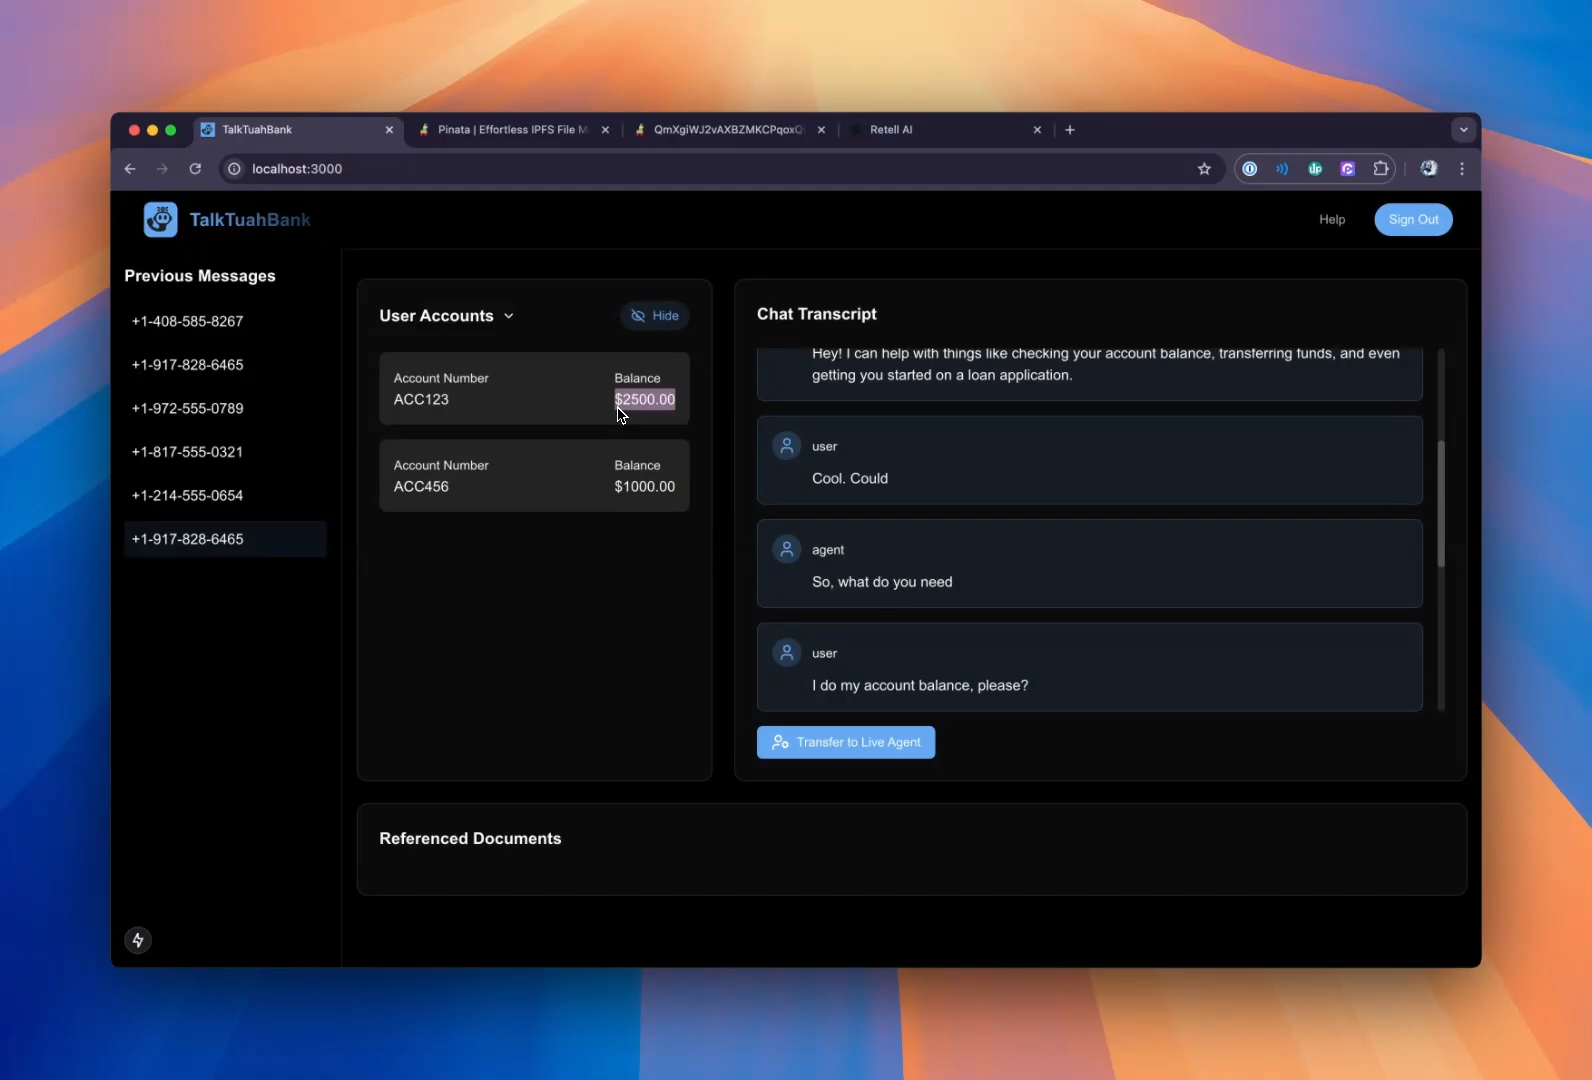 TalkTuahBank
Pinata | Effortless IPFS File M
QmXgiWJ2vAXBZMKCPqoxQ
Retell AI
localhost:3000
TalkTuahBank
Help
Sign Out
Previous Messages
+1-408-585-8267
+1-917-828-6465
+1-972-555-0789
+1-817-555-0321
+1-214-555-0654
+1-917-828-6465
User Accounts
Hide
Account Number
Balance
ACC123
$2500.00
Account Number
Balance
ACC456
$1000.00
Chat Transcript
Hey! I can help with things like checking your account balance, transferring funds, and even
getting you started on a loan application.
user
Cool. Could
agent
So, what do you need
user
I do my account balance, please?
Transfer to Live Agent
Referenced Documents